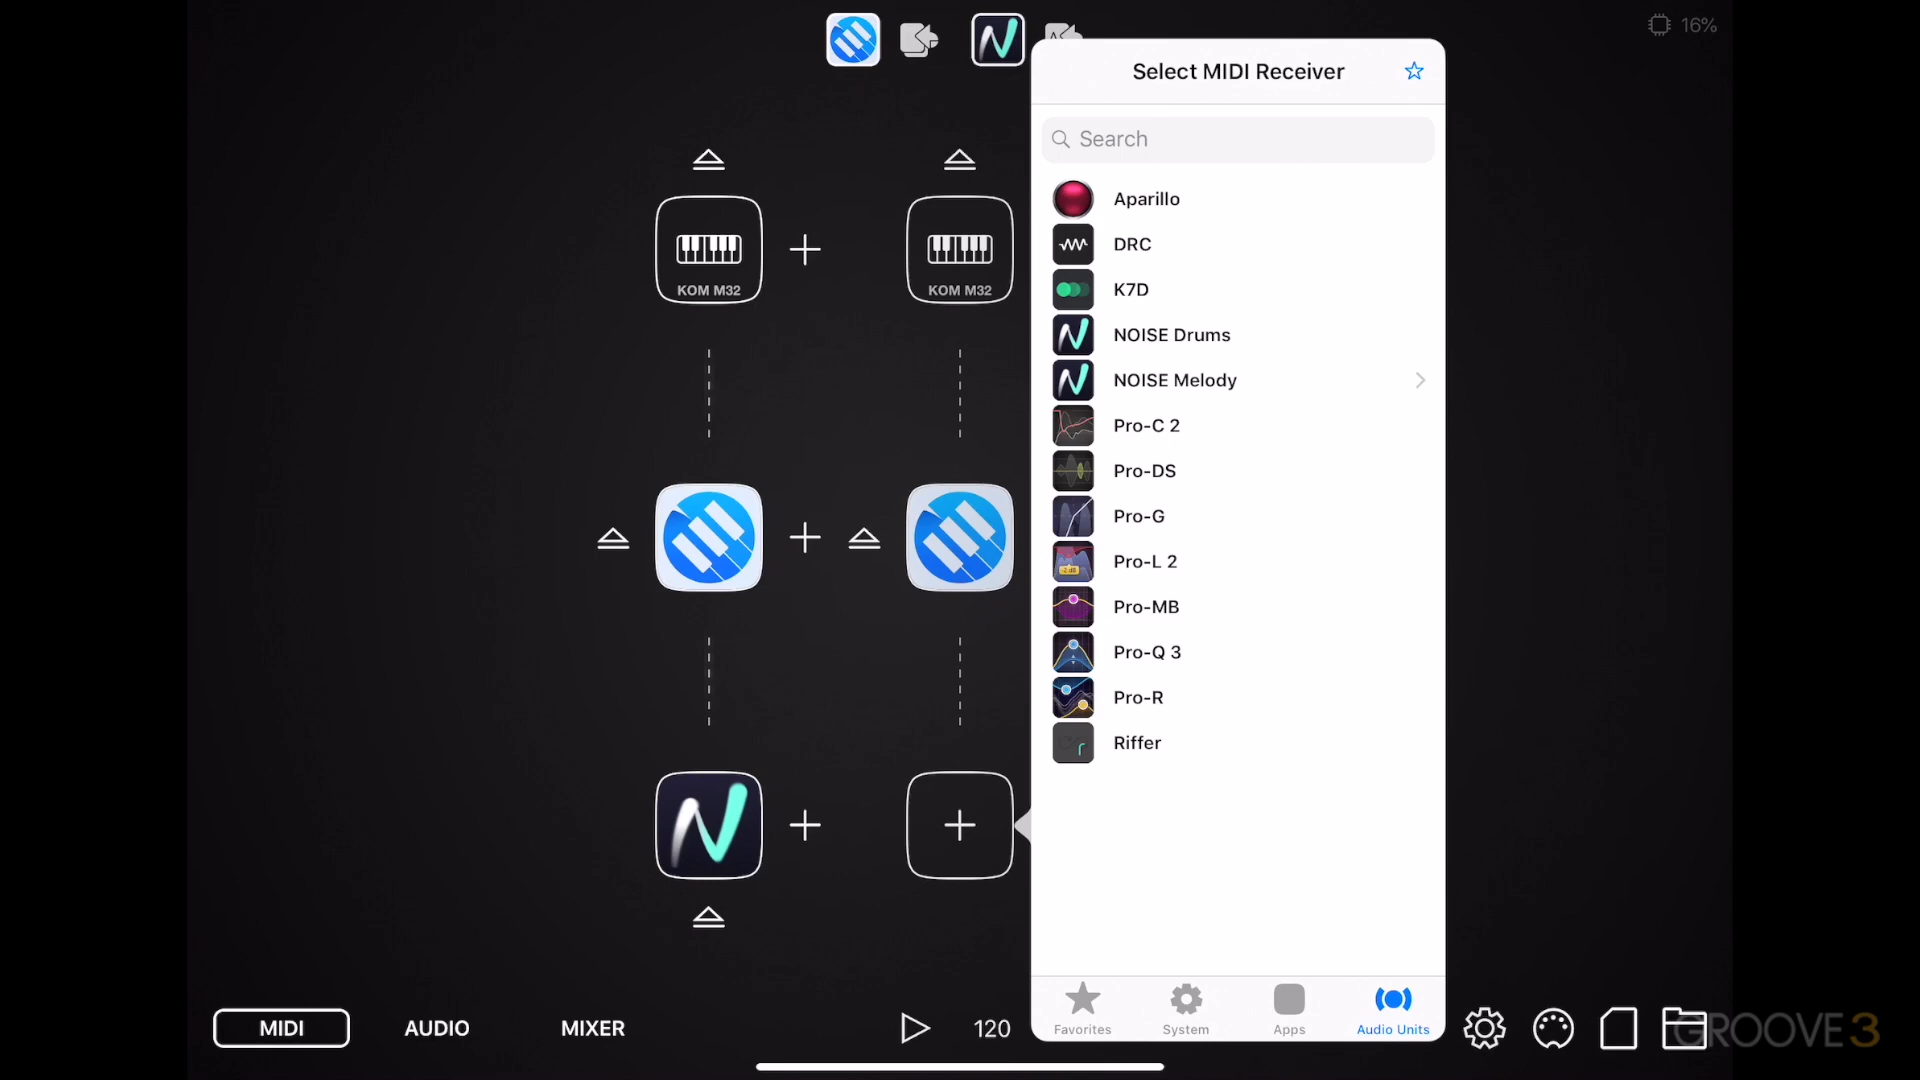 16%
Select MIDI Receiver
Search
Aparillo
DRC
K7D
NOISE Drums
NOISE Melody
Pro-C 2
Pro-DS
Pro-G
Pro-L 2
Pro-MB
Pro-Q 3
Pro-R
Riffer
KOM M32
KOM M32
Favorites
System
Apps
Audio Units
MIDI
AUDIO
MIXER
120
GROOVE 3